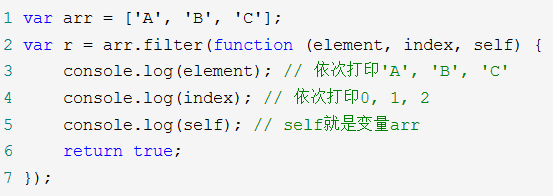 1 var arr = ['A', 'B', 'C'];
2 var r = arr.filter(function (element, index, self) {
3     console.log(element); // 依次打印'A', 'B', 'C'
4     console.log(index); // 依次打印0, 1, 2
5     console.log(self); // self就是变量arr
6     return true;
7 });